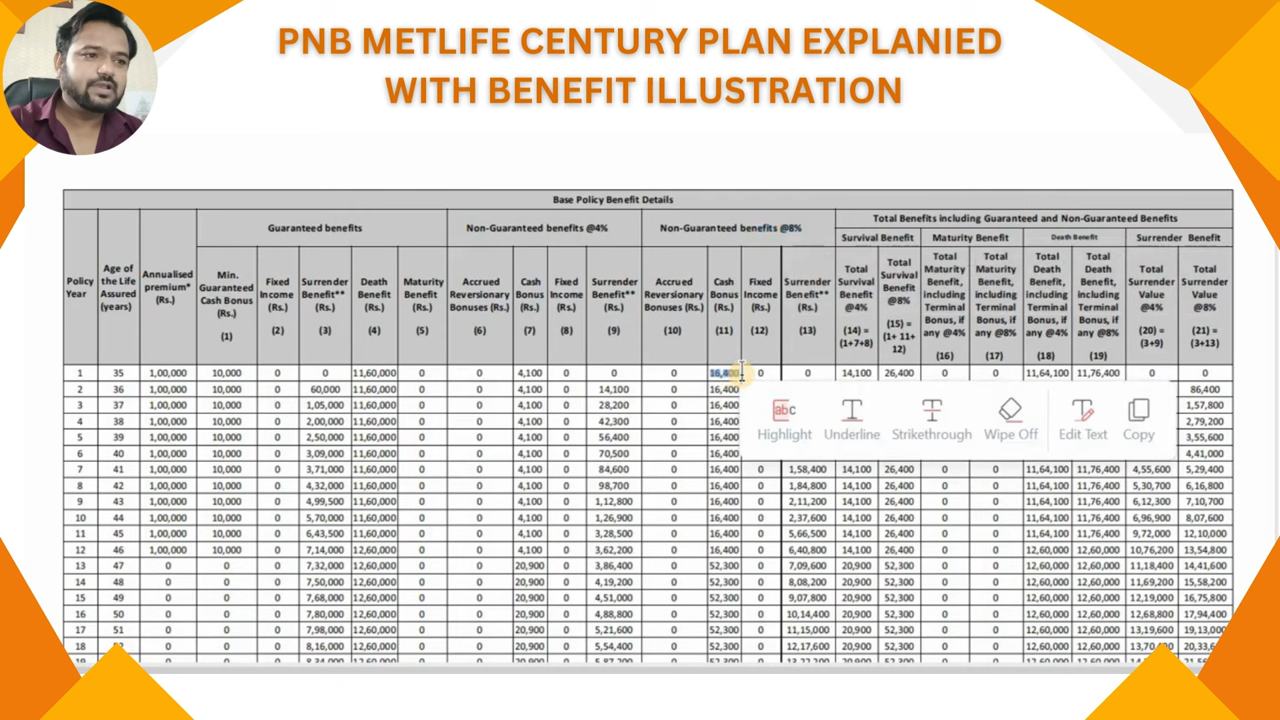 PNB METLIFE CENTURY PLAN EXPLANIED
WITH BENEFIT ILLUSTRATION
Base Policy Benefit Details
Guaranteed benefits Non-Guaranteed benefits @4% Non-Guaranteed benefits @8% Total Benefits including Guaranteed and Non-Guaranteed Benefits
Survival Benefit Maturity Benefit Death Benefit Surrender Benefit
Policy Year
Age of the Life Assured (years)
Annualised premium* (Rs.)
Min. Guaranteed Cash Bonus (Rs.) (1)
Fixed Income (Rs.) (2)
Surrender Benefit** (Rs.) (3)
Death Benefit (Rs.) (4)
Maturity Benefit (Rs.) (5)
Accrued Reversionary Bonuses (Rs.) (6)
Cash Bonus (Rs.) (7)
Fixed Income (Rs.) (8)
Surrender Benefit** (Rs.) (9)
Accrued Reversionary Bonuses (Rs.) (10)
Cash Bonus (Rs.) (11)
Fixed Income (Rs.) (12)
Surrender Benefit** (Rs.) (13)
Total Survival Benefit @4% (14) = (1+7+8)
Total Survival Benefit @8% (15) = (1+ 11+ 12)
Total Maturity Benefit, including Terminal Bonus, if any @4% (16)
Total Maturity Benefit, including Terminal Bonus, if any @8% (17)
Total Death Benefit, including Terminal Bonus, if any @4% (18)
Total Death Benefit, including Terminal Bonus, if any @8% (19)
Total Surrender Value @4% (20) = (3+9)
Total Surrender Value @8% (21) = (3+13)
1 35 1,00,000 10,000 0 0 11,60,000 0 0 4,100 0 0 0 16,400 0 0 14,100 26,400 0 0 11,64,100 11,76,400 0 0
2 36 1,00,000 10,000 0 60,000 11,60,000 0 0 4,100 0 14,100 0 16,400 86,400
3 37 1,00,000 10,000 0 1,05,000 11,60,000 0 0 4,100 0 28,200 0 16,400 1,57,800
4 38 1,00,000 10,000 0 2,00,000 11,60,000 0 0 4,100 0 42,300 0 16,400 2,79,200
5 39 1,00,000 10,000 0 2,50,000 11,60,000 0 0 4,100 0 56,400 0 16,400 3,55,600
6 40 1,00,000 10,000 0 3,09,000 11,60,000 0 0 4,100 0 70,500 0 16,400 4,41,000
Highlight Underline Strikethrough Wipe Off Edit Text Copy
7 41 1,00,000 10,000 0 3,71,000 11,60,000 0 0 4,100 0 84,600 0 16,400 0 1,58,400 14,100 26,400 0 0 11,64,100 11,76,400 4,55,600 5,29,400
8 42 1,00,000 10,000 0 4,32,000 11,60,000 0 0 4,100 0 98,700 0 16,400 0 1,84,800 14,100 26,400 0 0 11,64,100 11,76,400 5,30,700 6,16,800
9 43 1,00,000 10,000 0 4,99,500 11,60,000 0 0 4,100 0 1,12,800 0 16,400 0 2,11,200 14,100 26,400 0 0 11,64,100 11,76,400 6,12,300 7,10,700
10 44 1,00,000 10,000 0 5,70,000 11,60,000 0 0 4,100 0 1,26,900 0 16,400 0 2,37,600 14,100 26,400 0 0 11,64,100 11,76,400 6,96,900 8,07,600
11 45 1,00,000 10,000 0 6,43,500 11,60,000 0 0 4,100 0 3,28,500 0 16,400 0 5,66,500 14,100 26,400 0 0 11,64,100 11,76,400 9,72,000 12,10,000
12 46 1,00,000 10,000 0 7,14,000 12,60,000 0 0 4,100 0 3,62,200 0 16,400 0 6,40,800 14,100 26,400 0 0 12,60,000 12,60,000 10,76,200 13,54,800
13 47 0 0 0 7,32,000 12,60,000 0 0 20,900 0 3,86,400 0 52,300 0 7,09,600 20,900 52,300 0 0 12,60,000 12,60,000 11,18,400 14,41,600
14 48 0 0 0 7,50,000 12,60,000 0 0 20,900 0 4,19,200 0 52,300 0 8,08,200 20,900 52,300 0 0 12,60,000 12,60,000 11,69,200 15,58,200
15 49 0 0 0 7,68,000 12,60,000 0 0 20,900 0 4,51,000 0 52,300 0 9,07,800 20,900 52,300 0 0 12,60,000 12,60,000 12,19,000 16,75,800
16 50 0 0 0 7,80,000 12,60,000 0 0 20,900 0 4,88,800 0 52,300 0 10,14,400 20,900 52,300 0 0 12,60,000 12,60,000 12,68,800 17,94,400
17 51 0 0 0 7,98,000 12,60,000 0 0 20,900 0 5,21,600 0 52,300 0 11,15,000 20,900 52,300 0 0 12,60,000 12,60,000 13,19,600 19,13,000
18 0 0 0 8,16,000 12,60,000 0 0 20,900 0 5,54,400 0 52,300 0 12,17,600 20,900 52,300 0 0 12,60,000 12,60,000